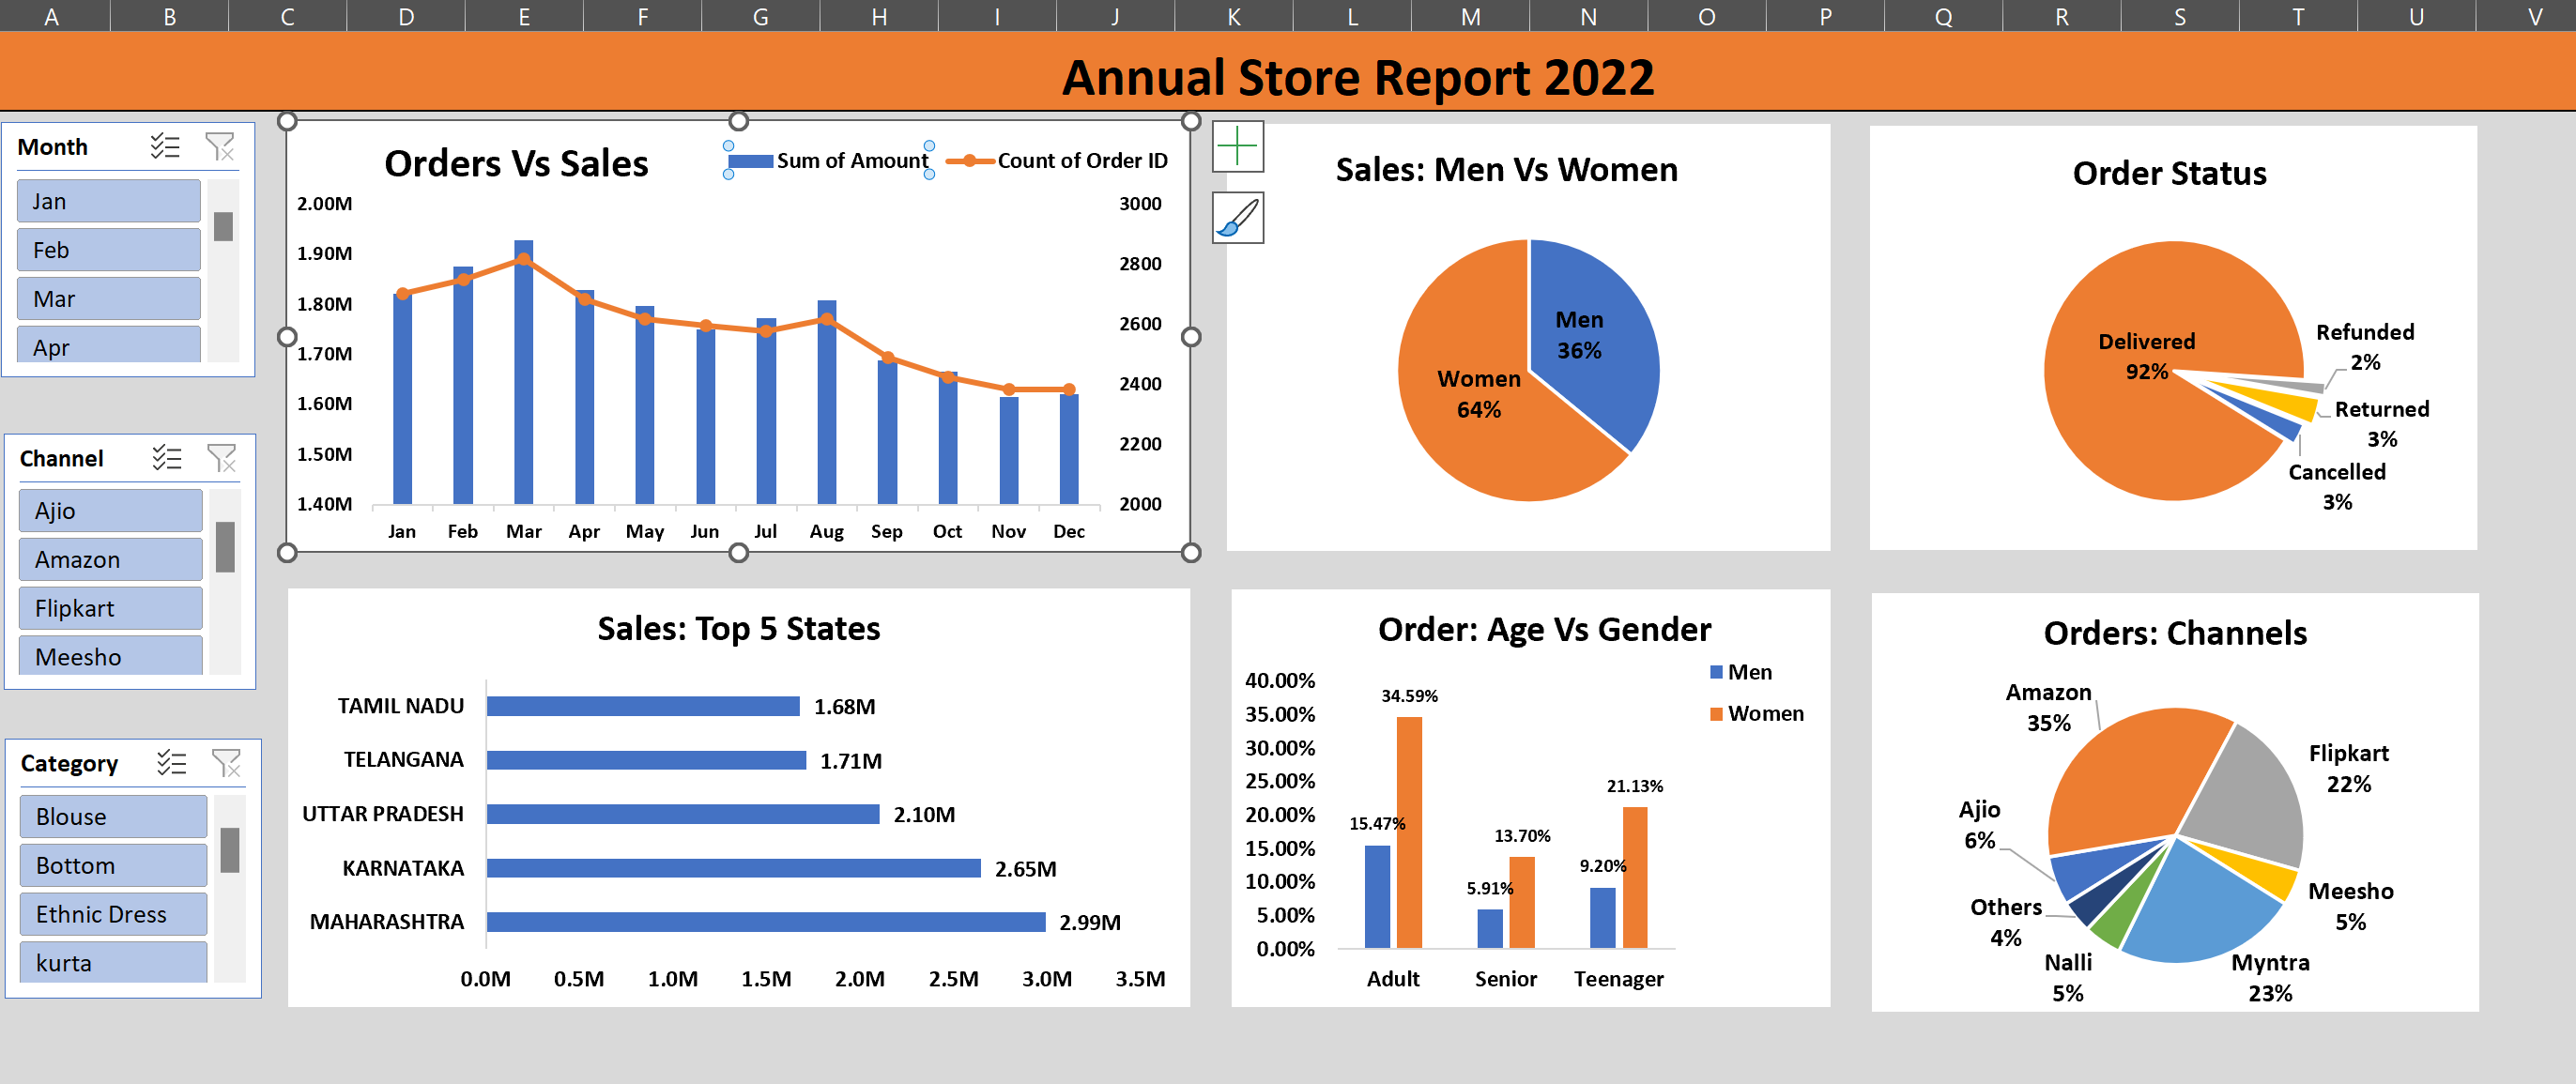 A B C D E F G H I J K L M N O P Q R S T U V
Annual Store Report 2022
Month
Jan
Feb
Mar
Apr
Channel
Ajio
Amazon
Flipkart
Meesho
Category
Blouse
Bottom
Ethnic Dress
kurta
Orders Vs Sales
Sum of Amount Count of Order ID
2.00M
1.90M
1.80M
1.70M
1.60M
1.50M
1.40M
3000
2800
2600
2400
2200
2000
Jan Feb Mar Apr May Jun Jul Aug Sep Oct Nov Dec
Sales: Men Vs Women
Men
36%
Women
64%
Order Status
Delivered
92%
Refunded
2%
Returned
3%
Cancelled
3%
Sales: Top 5 States
TAMIL NADU 1.68M
TELANGANA 1.71M
UTTAR PRADESH 2.10M
KARNATAKA 2.65M
MAHARASHTRA 2.99M
0.0M 0.5M 1.0M 1.5M 2.0M 2.5M 3.0M 3.5M
Order: Age Vs Gender
Men
Women
40.00%
35.00%
30.00%
25.00%
20.00%
15.00%
10.00%
5.00%
0.00%
15.47%
34.59%
5.91%
13.70%
9.20%
21.13%
Adult Senior Teenager
Orders: Channels
Amazon
35%
Flipkart
22%
Ajio
6%
Meesho
5%
Others
4%
Nalli
5%
Myntra
23%